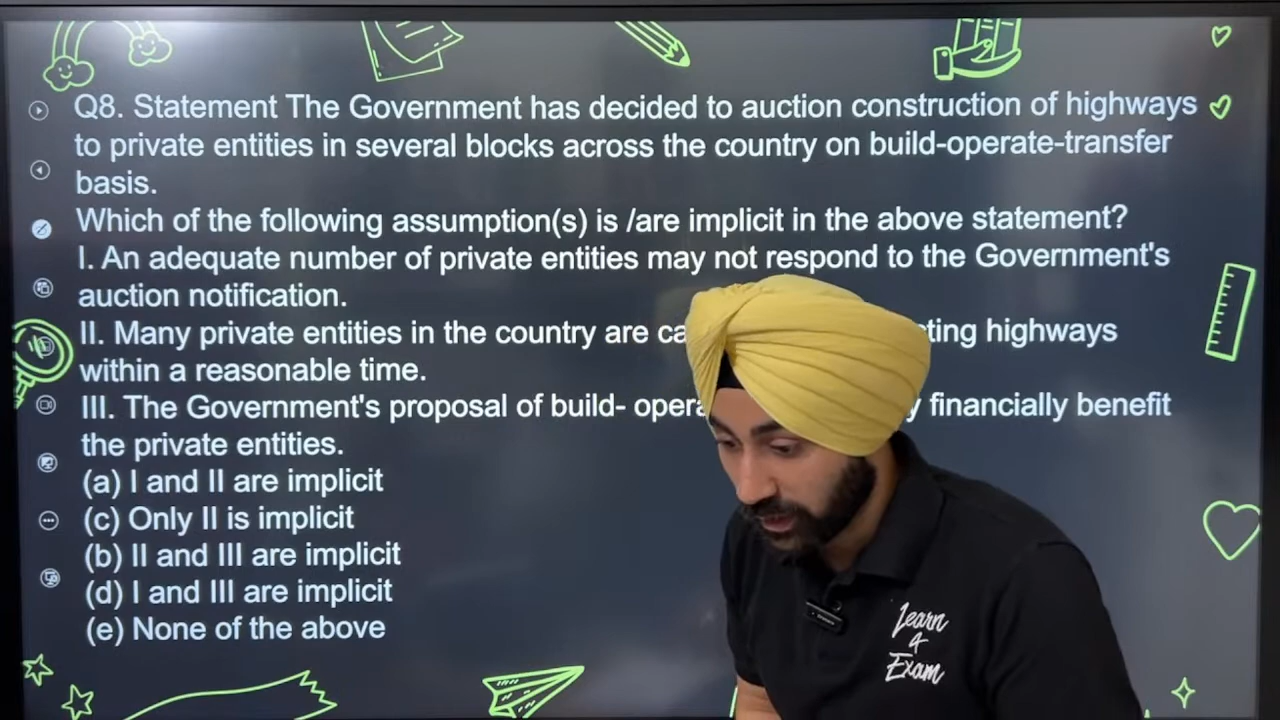 Q8. Statement The Government has decided to auction construction of highways
to private entities in several blocks across the country on build-operate-transfer
basis.
Which of the following assumption(s) is /are implicit in the above statement?
I. An adequate number of private entities may not respond to the Government's
auction notification.
II. Many private entities in the country are highways
within a reasonable time.
III. The Government's proposal of build- financially benefit
the private entities.
(a) I and II are implicit
(c) Only II is implicit
(b) II and III are implicit
(d) I and III are implicit
(e) None of the above
Learn
4
Exam